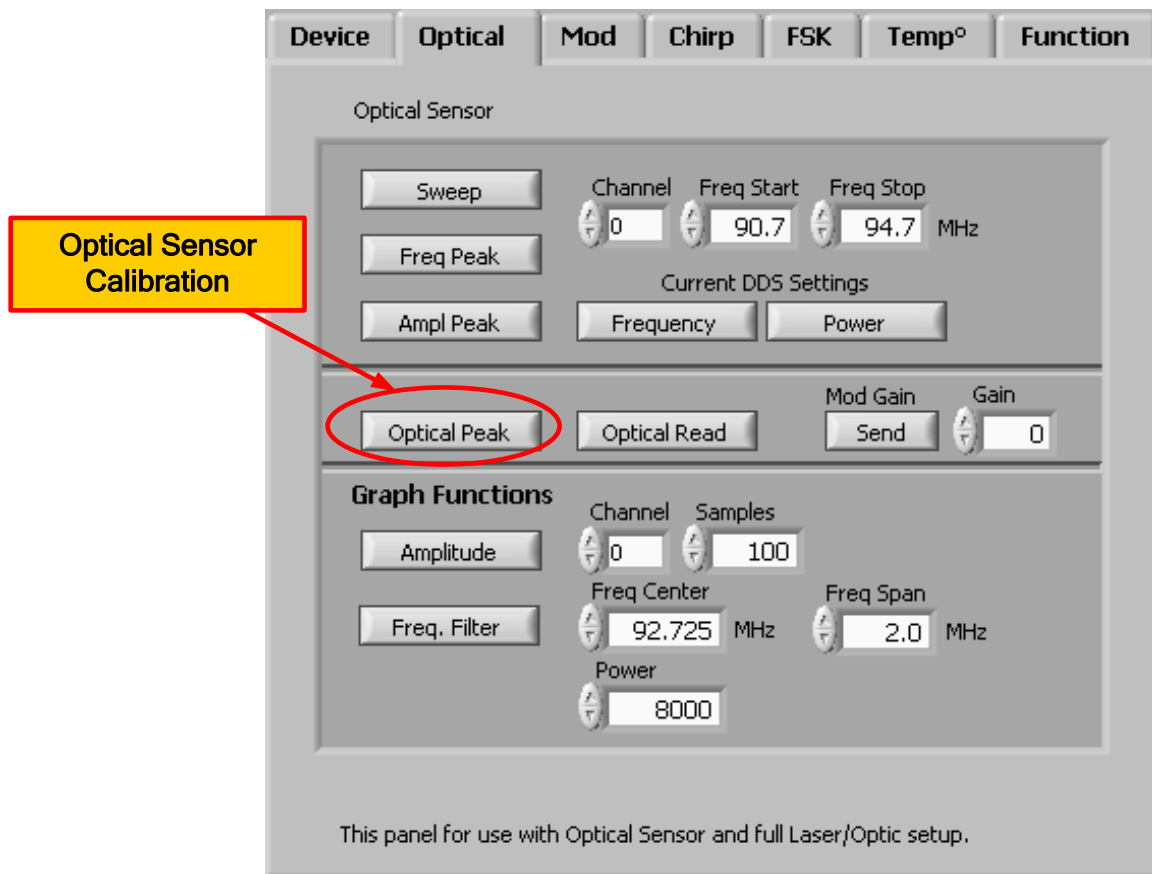 Device Optical Mod Chirp FSK Tempº Function
Optical Sensor
Sweep
Channel Freq Start Freq Stop
0 90.7 94.7 MHz
Optical Sensor
Calibration
Freq Peak
Current DDS Settings
Ampl Peak Frequency Power
Mod Gain Gain
Optical Peak Optical Read Send 0
Graph Functions
Channel Samples
Amplitude 0 100
Freq Center Freq Span
Freq. Filter 92.725 MHz 2.0 MHz
Power
8000
This panel for use with Optical Sensor and full Laser/Optic setup.